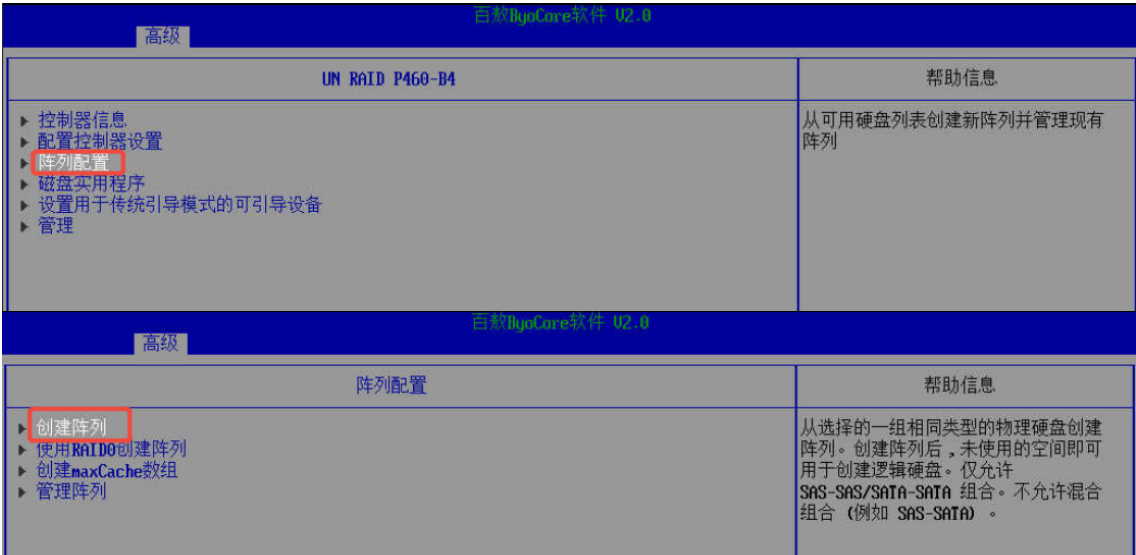 百敖ByoCore软件 V2.0
高级
UN RAID P460-B4
帮助信息
控制器信息
配置控制器设置
阵列配置
磁盘实用程序
设置用于传统引导模式的可引导设备
管理
从可用硬盘列表创建新阵列并管理现有
阵列
百敖ByoCore软件 V2.0
高级
阵列配置
帮助信息
创建阵列
使用RAID0创建阵列
创建maxCache数组
管理阵列
从选择的一组相同类型的物理硬盘创建
阵列。创建阵列后,未使用的空间即可
用于创建逻辑硬盘。仅允许
SAS-SAS/SATA-SATA 组合。不允许混合
组合 (例如 SAS-SATA) 。